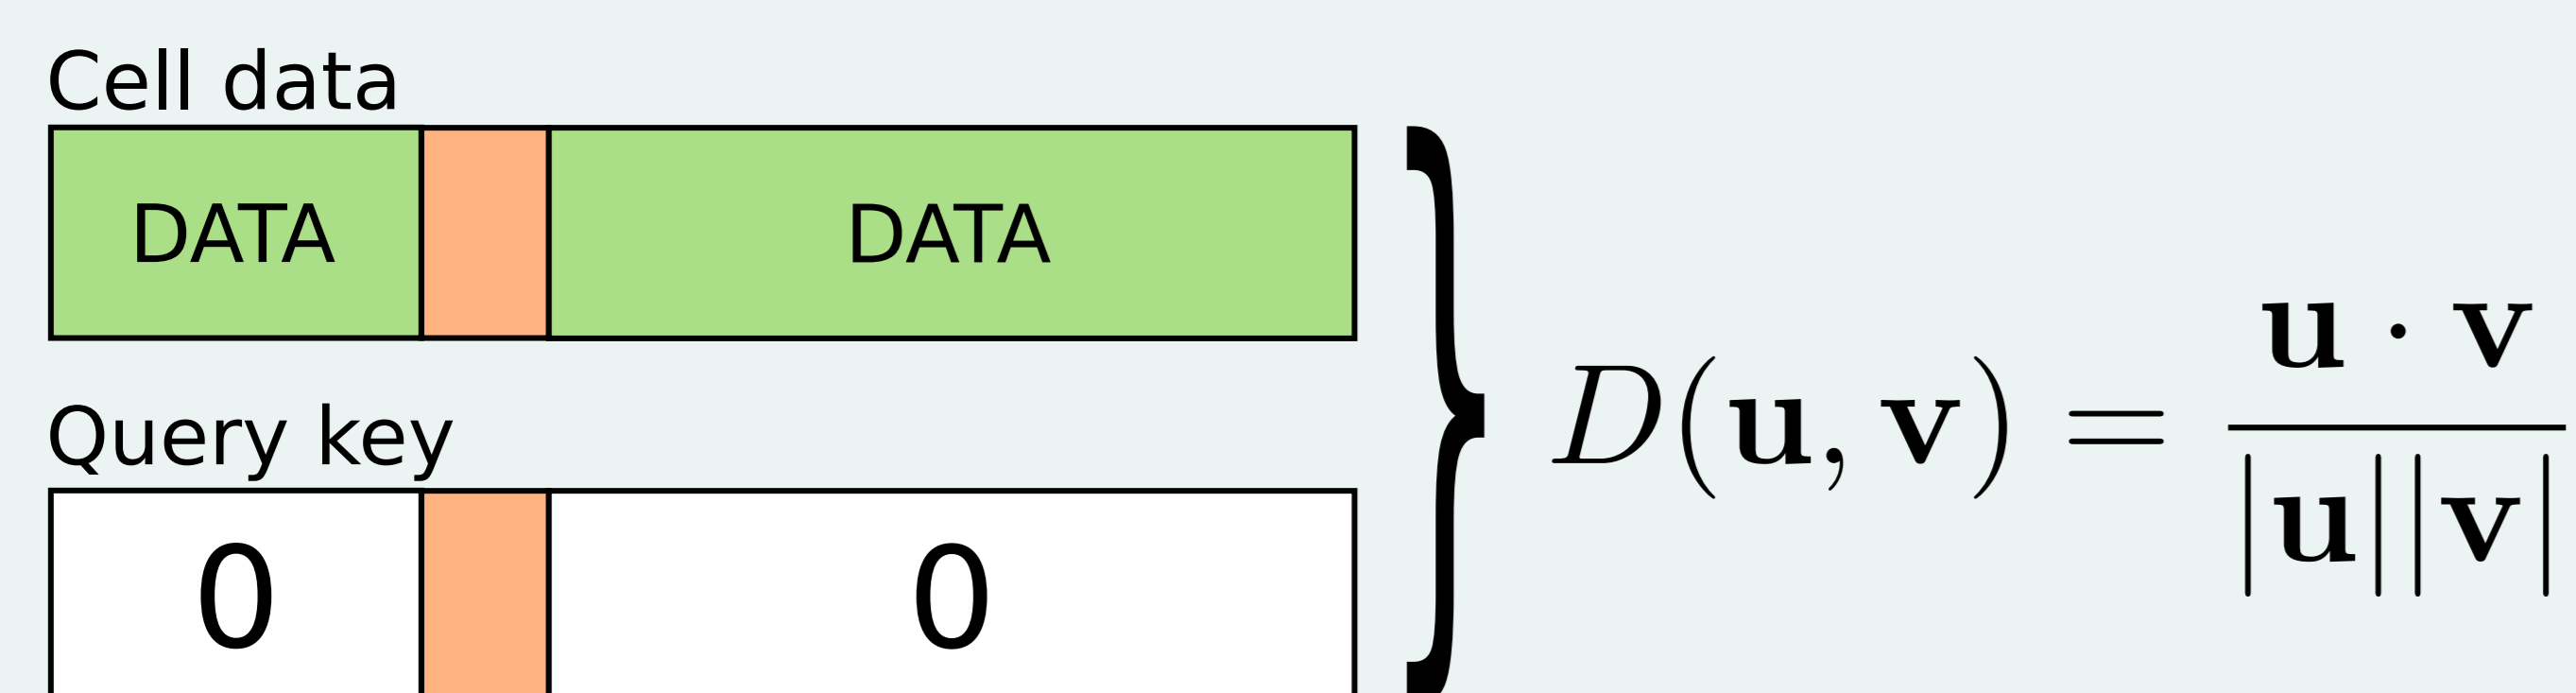 Cell data
DATA DATA
Query key
0 0
D(u, v) = u · v / |u||v|